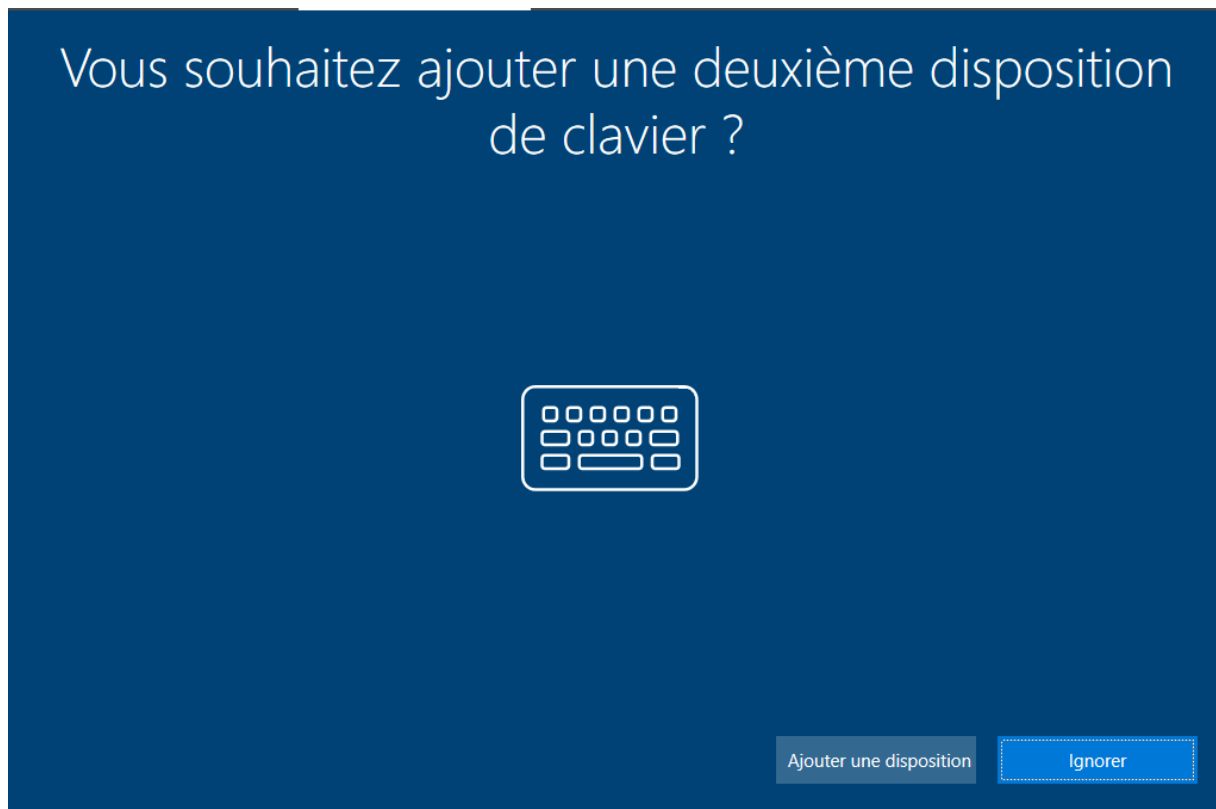 Vous souhaitez ajouter une deuxième disposition
de clavier ?
Ajouter une disposition
Ignorer